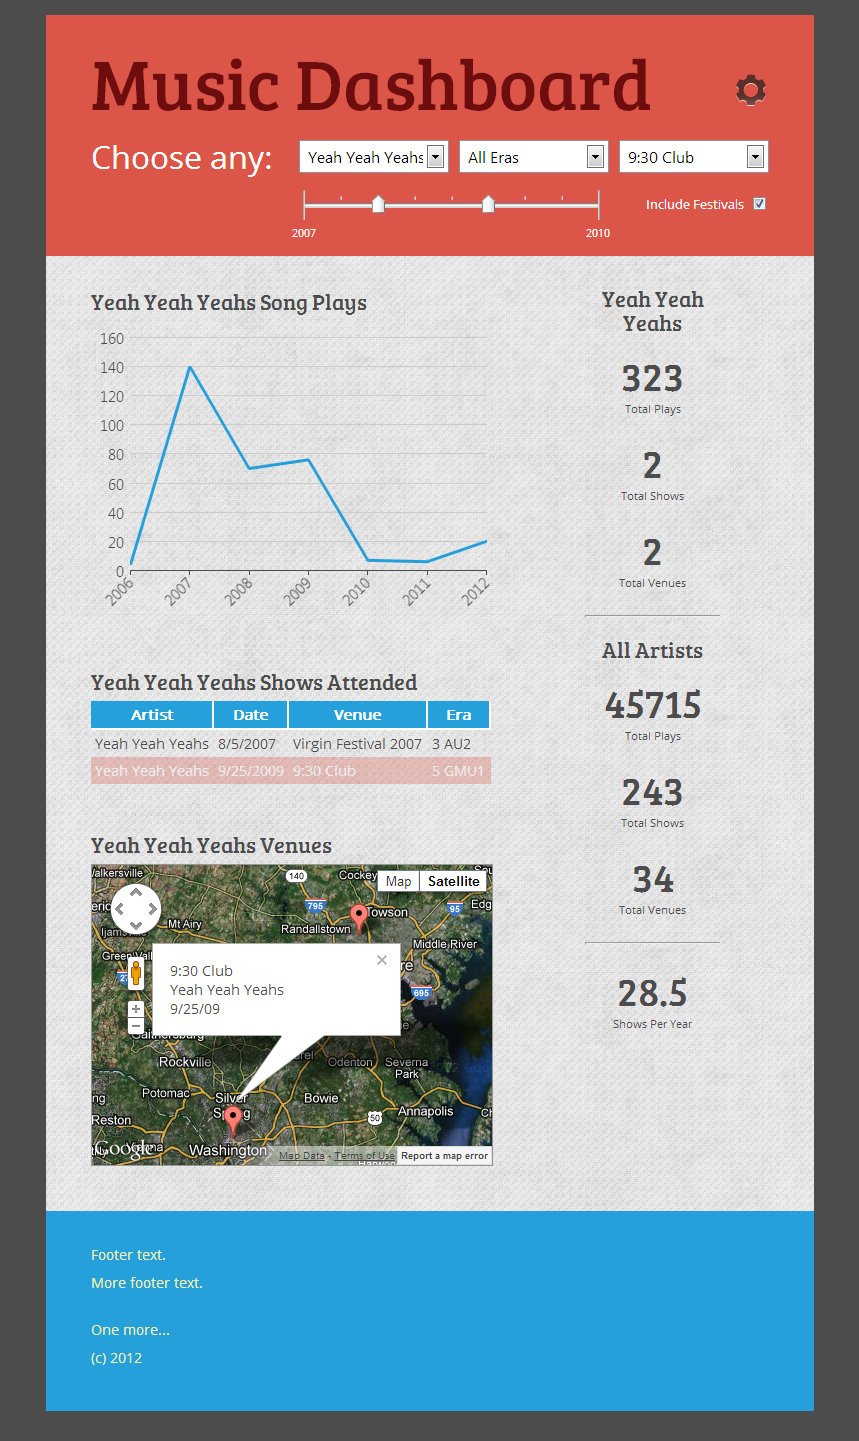 Music Dashboard
Choose any:
Yeah Yeah Yeahs
All Eras
9:30 Club
2007
2010
Include Festivals
Yeah Yeah Yeahs Song Plays
160
140
120
100
80
60
40
20
0
2006
2007
2008
2009
2010
2011
2012
Yeah Yeah Yeahs Shows Attended
Artist Date Venue Era
Yeah Yeah Yeahs 8/5/2007 Virgin Festival 2007 3 AU2
Yeah Yeah Yeahs 9/25/2009 9:30 Club 5 GMU1
Yeah Yeah Yeahs Venues
140
Cockey
Map
Satellite
795
95
Edg
Towson
Mt Airy
Randallstown
Middle River
Ijams
Green Val
9:30 Club
Yeah Yeah Yeahs
9/25/09
re
695
Rockville
Odenton
Severna
Park
Potomac
Silver
Spring
Bowie
50
Annapolis
Reston
Google
Washington
Map Data - Terms of Use
Report a map error
Yeah Yeah
Yeahs
323
Total Plays
2
Total Shows
2
Total Venues
All Artists
45715
Total Plays
243
Total Shows
34
Total Venues
28.5
Shows Per Year
Footer text.
More footer text.
One more...
(c) 2012